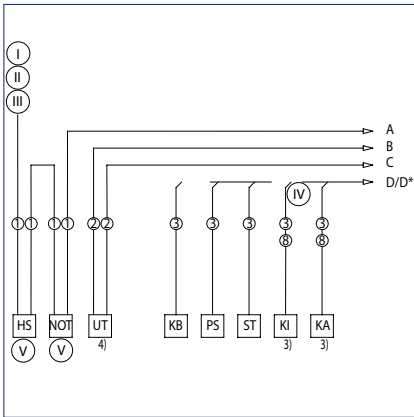 I
II
III
A
B
C
D/D*
IV
1 1 1 1 2 2 3 3 3 3 3
8 8
HS NOT UT KB PS ST KI KA
V V 4) 3) 3)